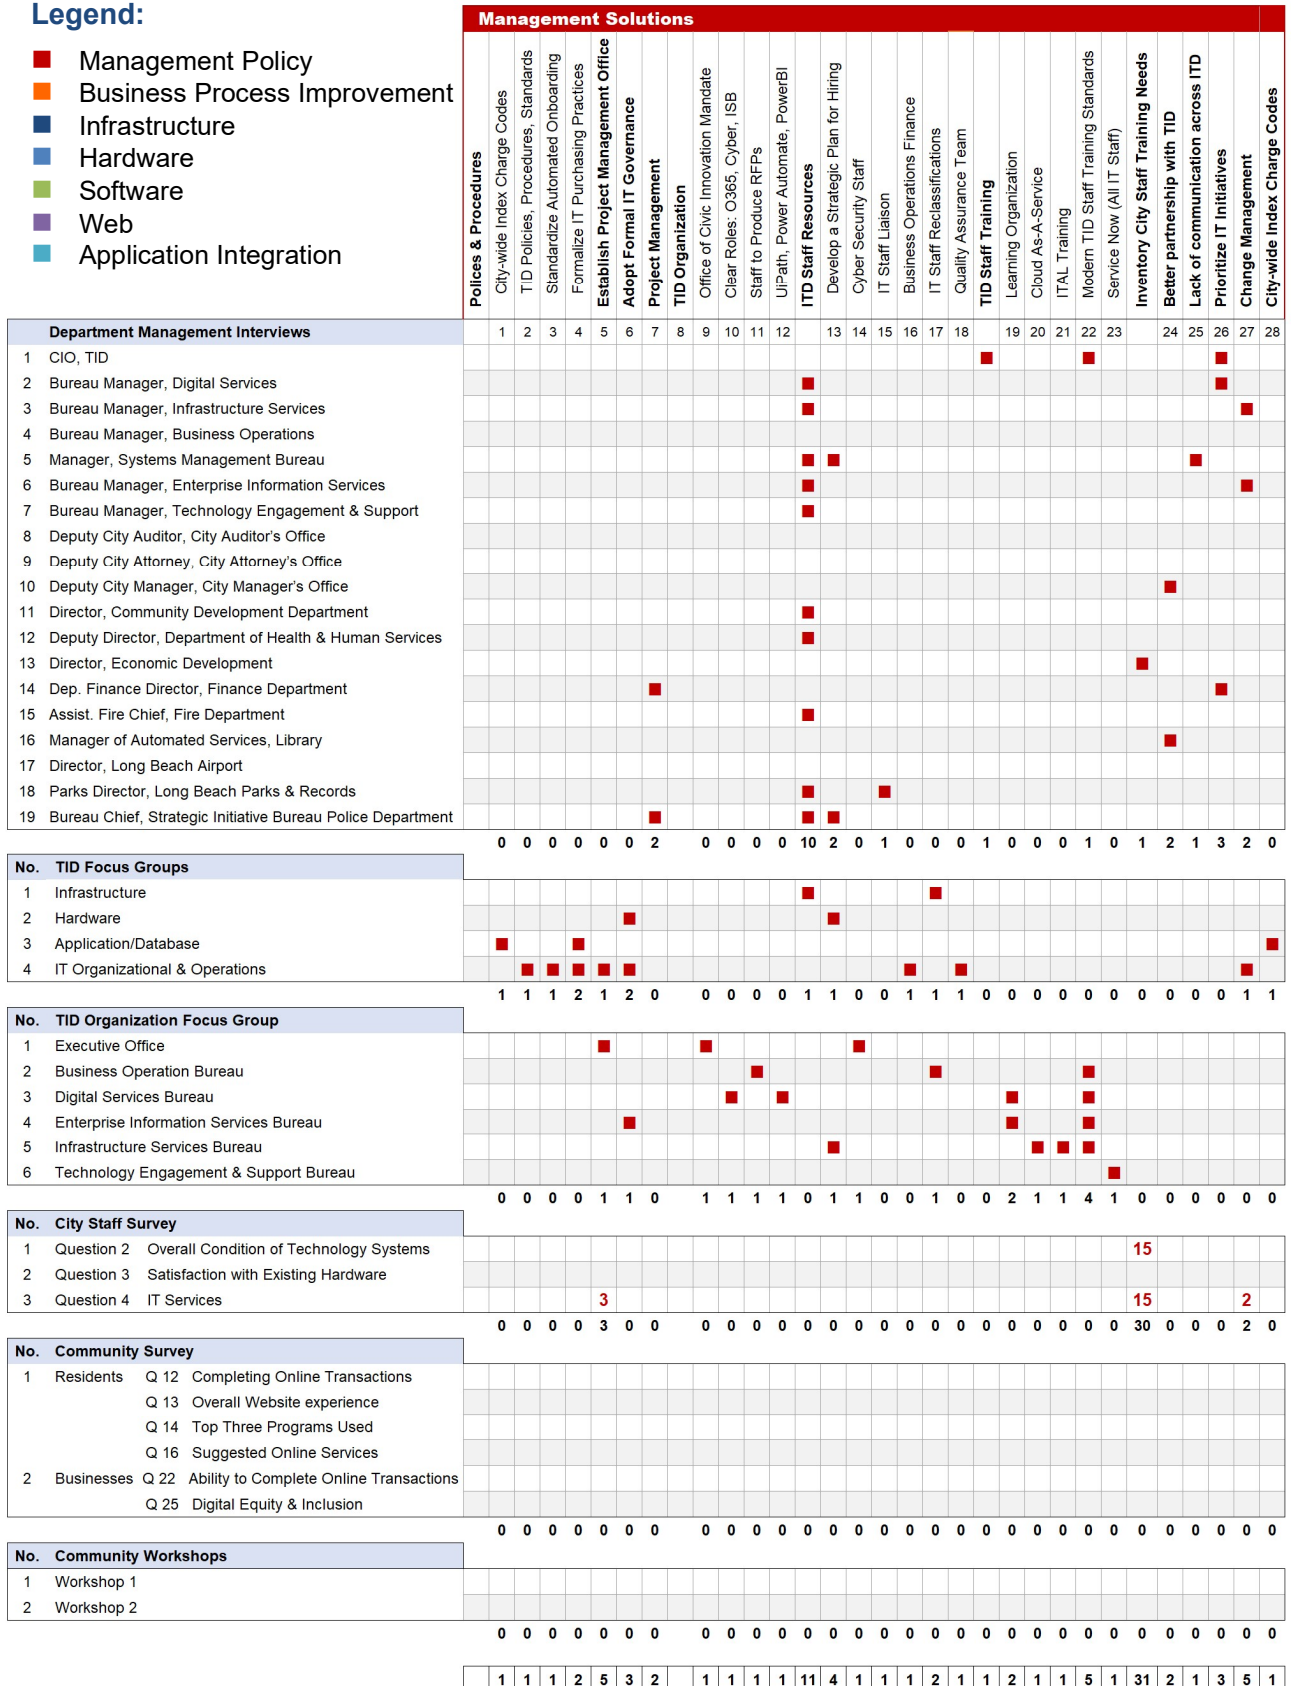 Legend:
Management Policy
Business Process Improvement
Infrastructure
Hardware
Software
Web
Application Integration
Management Solutions
Polices & Procedures
City-wide Index Charge Codes
TID Policies, Procedures, Standards
Standardize Automated Onboarding
Formalize IT Purchasing Practices
Establish Project Management Office
Adopt Formal IT Governance
Project Management
TID Organization
Office of Civic Innovation Mandate
Clear Roles: O365, Cyber, ISB
Staff to Produce RFPs
UiPath, Power Automate, PowerBI
ITD Staff Resources
Develop a Strategic Plan for Hiring
Cyber Security Staff
IT Staff Liaison
Business Operations Finance
IT Staff Reclassifications
Quality Assurance Team
TID Staff Training
Learning Organization
Cloud As-A-Service
ITAL Training
Modern TID Staff Training Standards
Service Now (All IT Staff)
Inventory City Staff Training Needs
Better partnership with TID
Lack of communication across ITD
Prioritize IT Initiatives
Change Management
City-wide Index Charge Codes
Department Management Interviews 1 2 3 4 5 6 7 8 9 10 11 12 13 14 15 16 17 18 19 20 21 22 23 24 25 26 27 28
1 CIO, TID
2 Bureau Manager, Digital Services
3 Bureau Manager, Infrastructure Services
4 Bureau Manager, Business Operations
5 Manager, Systems Management Bureau
6 Bureau Manager, Enterprise Information Services
7 Bureau Manager, Technology Engagement & Support
8 Deputy City Auditor, City Auditor's Office
9 Deputy City Attorney, City Attorney's Office
10 Deputy City Manager, City Manager's Office
11 Director, Community Development Department
12 Deputy Director, Department of Health & Human Services
13 Director, Economic Development
14 Dep. Finance Director, Finance Department
15 Assist. Fire Chief, Fire Department
16 Manager of Automated Services, Library
17 Director, Long Beach Airport
18 Parks Director, Long Beach Parks & Records
19 Bureau Chief, Strategic Initiative Bureau Police Department
0 0 0 0 0 0 2 0 0 0 0 10 2 0 1 0 0 0 1 0 0 0 1 0 1 2 1 3 2 0
No. TID Focus Groups
1 Infrastructure
2 Hardware
3 Application/Database
4 IT Organizational & Operations
1 1 1 2 1 2 0 0 0 0 0 1 1 0 0 1 1 1 0 0 0 0 0 0 0 0 0 0 1 1
No. TID Organization Focus Group
1 Executive Office
2 Business Operation Bureau
3 Digital Services Bureau
4 Enterprise Information Services Bureau
5 Infrastructure Services Bureau
6 Technology Engagement & Support Bureau
0 0 0 0 1 1 0 1 1 1 1 0 1 1 0 0 1 0 0 2 1 1 4 1 0 0 0 0 0 0
No. City Staff Survey
1 Question 2 Overall Condition of Technology Systems 15
2 Question 3 Satisfaction with Existing Hardware
3 Question 4 IT Services 3 15 2
0 0 0 0 3 0 0 0 0 0 0 0 0 0 0 0 0 0 0 0 0 0 0 0 30 0 0 0 2 0
No. Community Survey
1 Residents Q 12 Completing Online Transactions
Q 13 Overall Website experience
Q 14 Top Three Programs Used
Q 16 Suggested Online Services
2 Businesses Q 22 Ability to Complete Online Transactions
Q 25 Digital Equity & Inclusion
0 0 0 0 0 0 0 0 0 0 0 0 0 0 0 0 0 0 0 0 0 0 0 0 0 0 0 0 0 0
No. Community Workshops
1 Workshop 1
2 Workshop 2
0 0 0 0 0 0 0 0 0 0 0 0 0 0 0 0 0 0 0 0 0 0 0 0 0 0 0 0 0 0
1 1 1 2 5 3 2 1 1 1 1 11 4 1 1 1 2 1 1 2 1 1 5 1 31 2 1 3 5 1